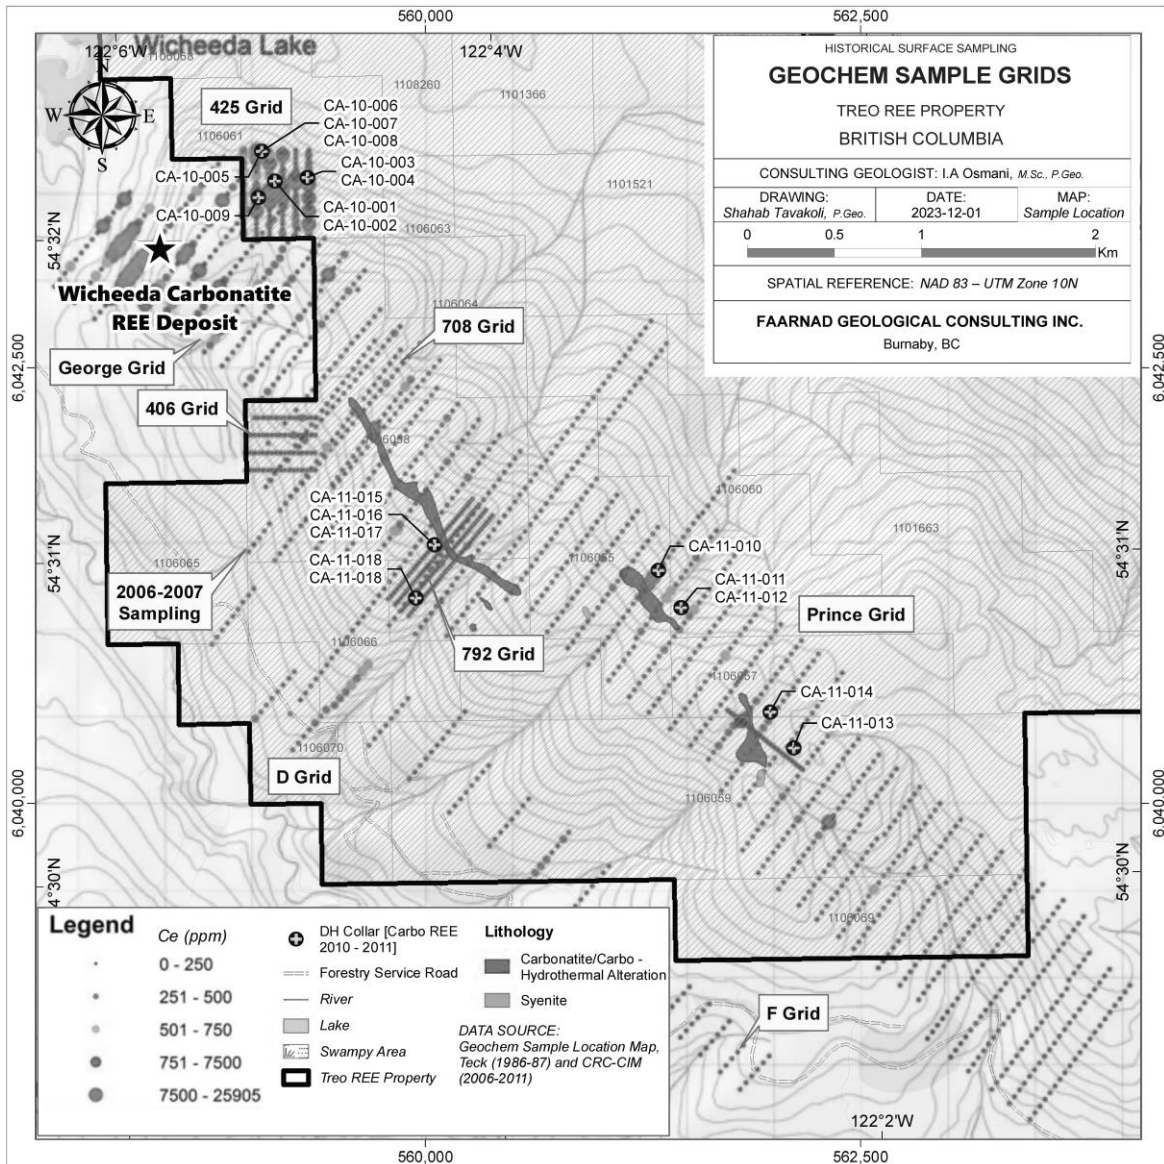 560,000
562,500
122°6'W
122°4'W
Wicheeda Lake
N
W
E
S
1106068
1108260
1101366
425 Grid
1106061
CA-10-006
CA-10-007
CA-10-008
CA-10-005
CA-10-003
CA-10-004
CA-10-009
CA-10-001
CA-10-002
1101521
1106063
54°32'N
Wicheeda Carbonatite
REE Deposit
1106064
708 Grid
George Grid
6,042,500
6,042,500
406 Grid
1106058
CA-11-015
CA-11-016
CA-11-017
CA-11-018
CA-11-018
1106060
1101663
54°31'N
54°31'N
1106065
1106055
CA-11-010
CA-11-011
CA-11-012
2006-2007
Sampling
Prince Grid
1106066
792 Grid
1106057
CA-11-014
CA-11-013
1106070
D Grid
1106059
6,040,000
6,040,000
54°30'N
4°30'N
1106069
F Grid
122°2'W
560,000
562,500
HISTORICAL SURFACE SAMPLING
GEOCHEM SAMPLE GRIDS
TREO REE PROPERTY
BRITISH COLUMBIA
CONSULTING GEOLOGIST: I.A Osmani, M.Sc., P.Geo.
DRAWING:
Shahab Tavakoli, P.Geo.
DATE:
2023-12-01
MAP:
Sample Location
0 0.5 1 2
Km
SPATIAL REFERENCE: NAD 83 – UTM Zone 10N
FAARNAD GEOLOGICAL CONSULTING INC.
Burnaby, BC
Legend
Ce (ppm)
0 - 250
251 - 500
501 - 750
751 - 7500
7500 - 25905
DH Collar [Carbo REE
2010 - 2011]
Forestry Service Road
River
Lake
Swampy Area
Treo REE Property
Lithology
Carbonatite/Carbo -
Hydrothermal Alteration
Syenite
DATA SOURCE:
Geochem Sample Location Map,
Teck (1986-87) and CRC-CIM
(2006-2011)